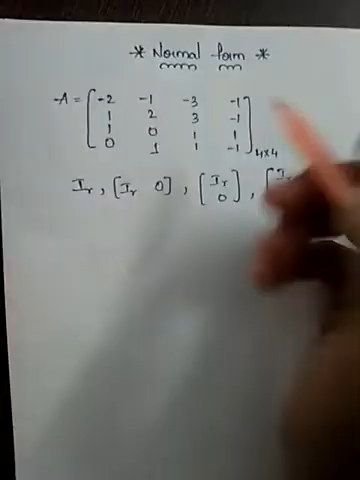 * Normal form *
A = [ -2 -1 -3 -1
1 2 3 -1
1 0 1 1
0 1 1 -1 ]4×4
Ir , [Ir 0] , [Ir 0] , [Ir